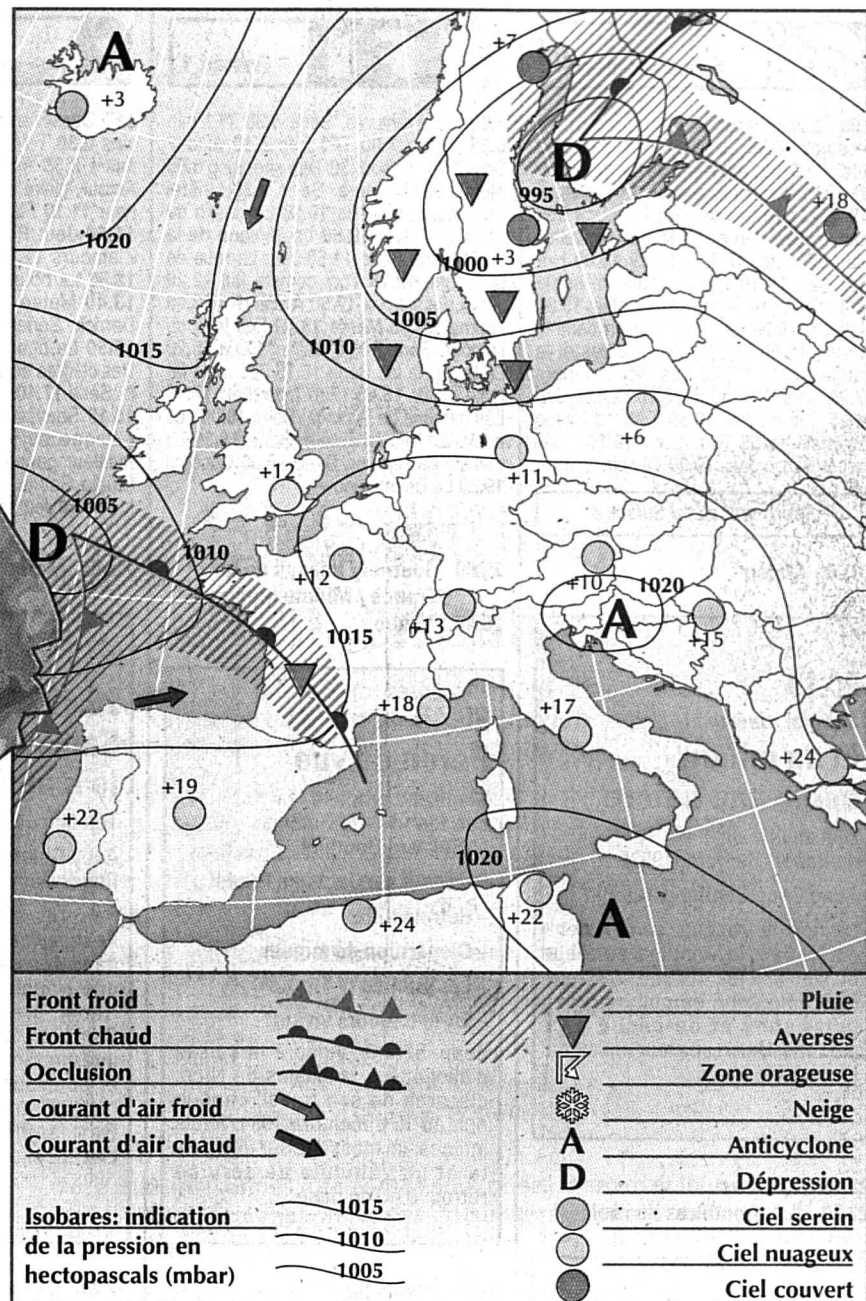 A
+3
+7
D
995
+18
1020
1000
+3
1005
1015
1010
+6
+12
+11
1005
D
1010
+12
+10
1020
A
+13
+15
1015
+18
+17
+24
+19
+22
1020
+22
+24
A
Front froid
Front chaud
Occlusion
Courant d'air froid
Courant d'air chaud
Isobares: indication
de la pression en
hectopascals (mbar)
1015
1010
1005
Pluie
Averses
Zone orageuse
Neige
A Anticyclone
D Dépression
Ciel serein
Ciel nuageux
Ciel couvert